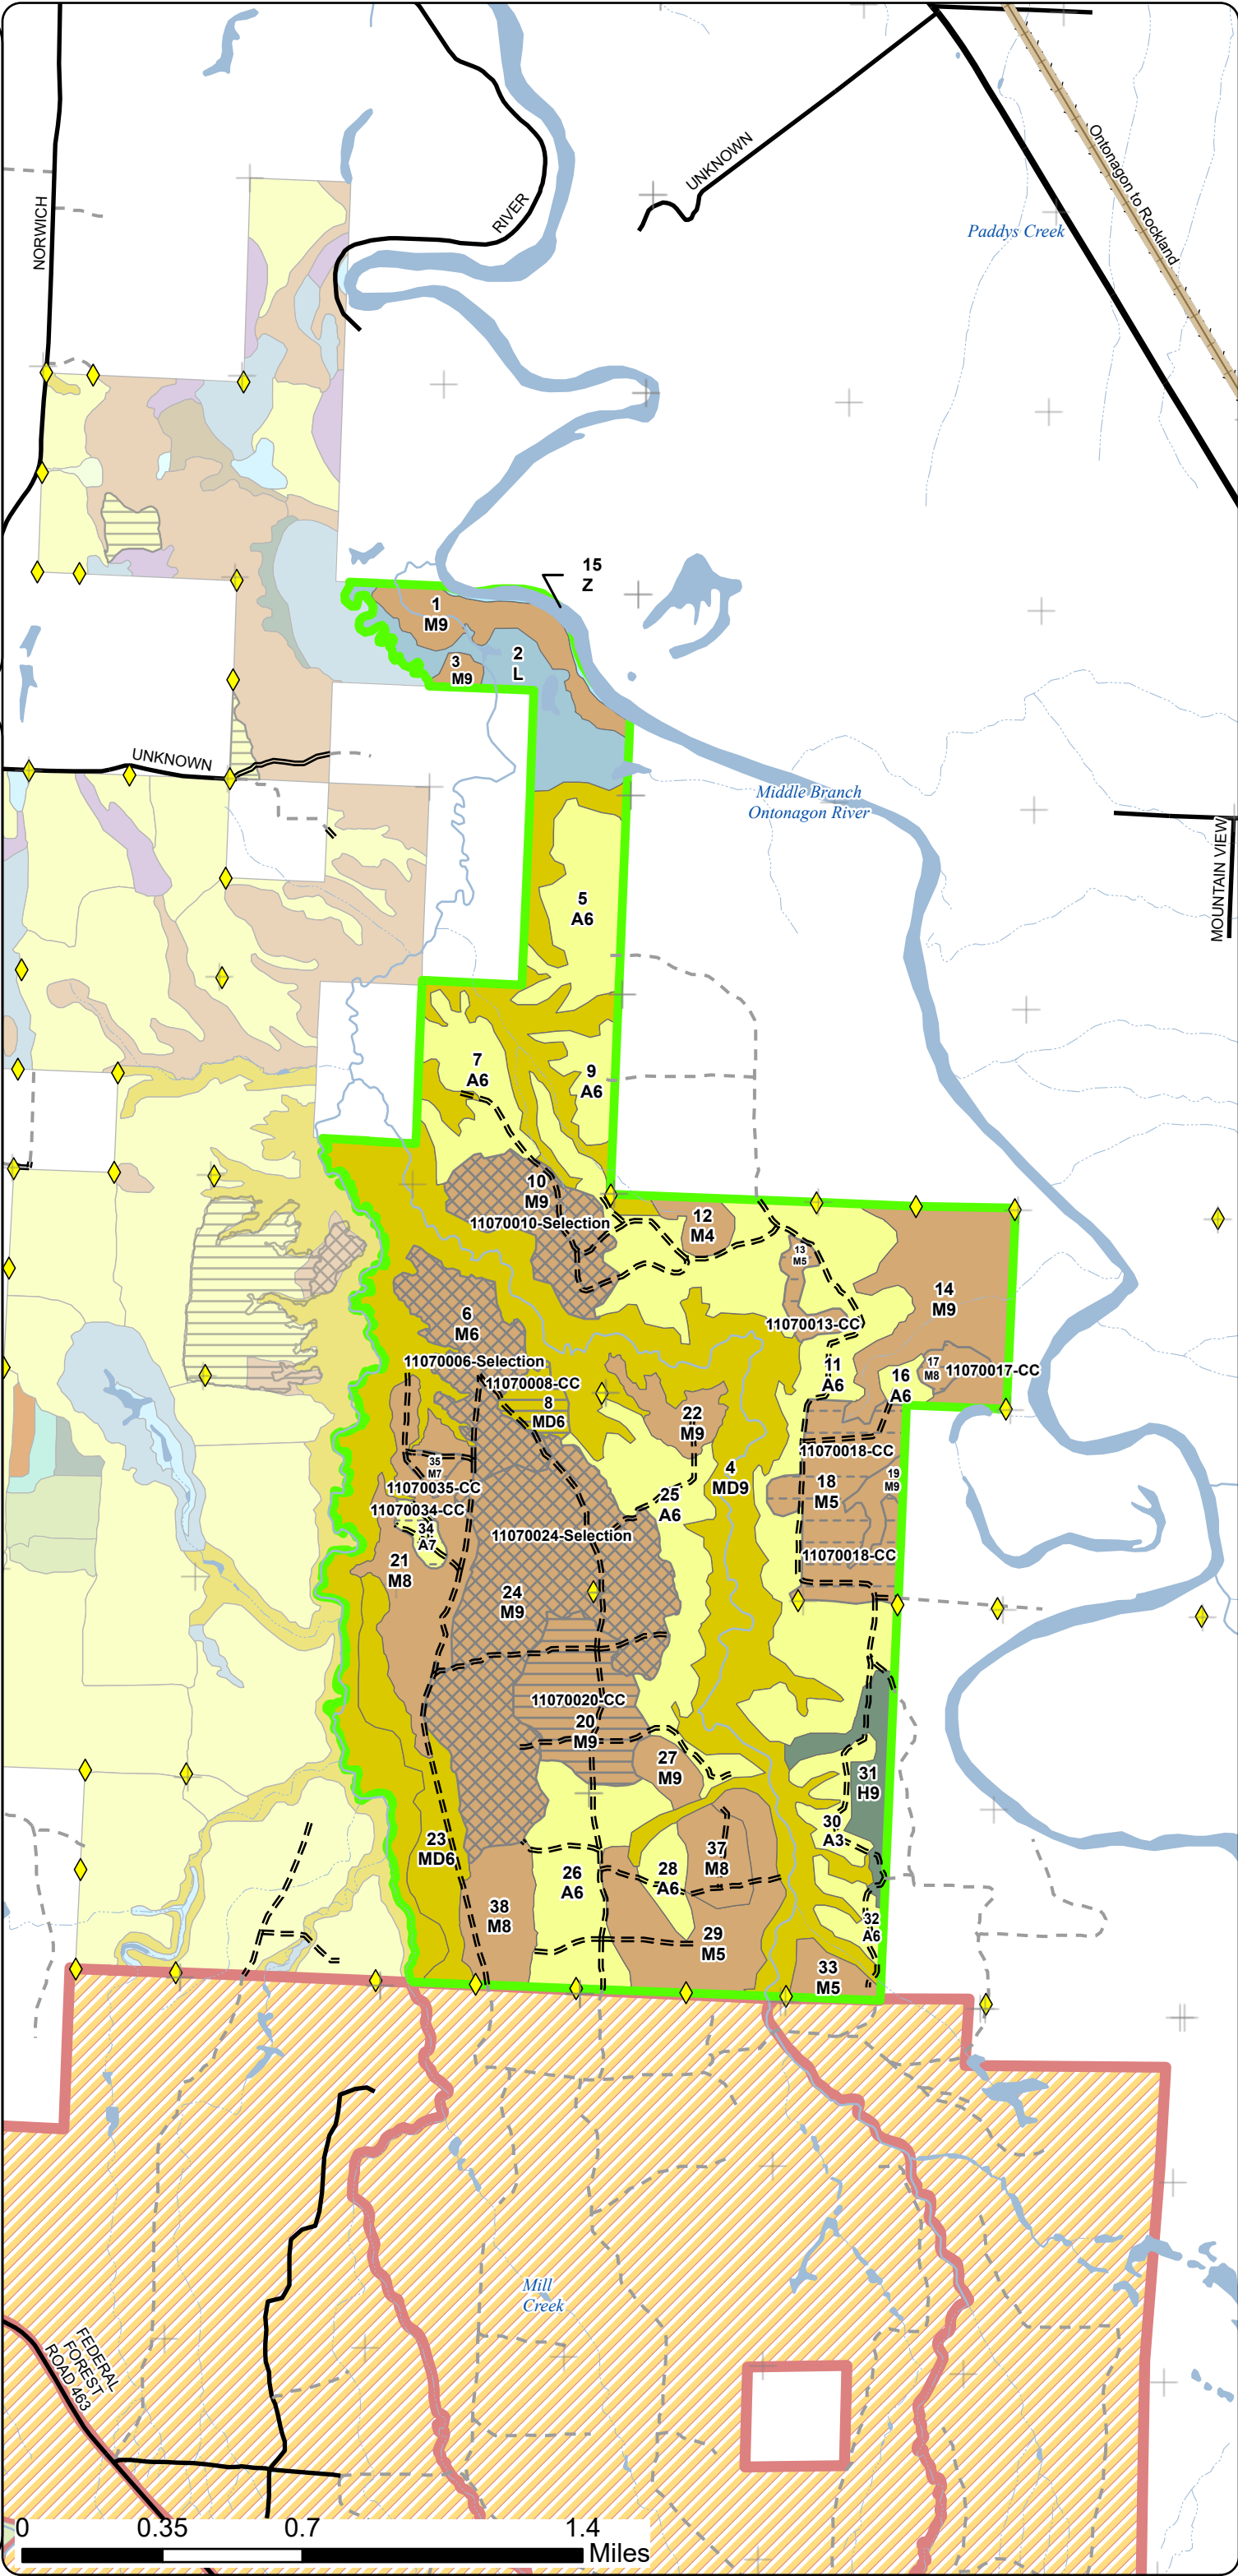 NORWICH
RIVER
UNKNOWN
Ontonagon to Rockland
Paddys Creek
15
Z
1
M9
2
L
3
M9
UNKNOWN
Middle Branch
Ontonagon River
MOUNTAIN VIEW
5
A6
7
A6
9
A6
10
M9
11070010-Selection
12
M4
13
M5
14
M9
6
M6
11070013-CC
11070006-Selection
11
A6
17
M8
11070017-CC
16
A6
11070008-CC
8
MD6
22
M9
11070018-CC
35
M7
4
MD9
19
M9
18
M5
11070035-CC
25
A6
11070034-CC
34
A7
11070024-Selection
11070018-CC
21
M8
24
M9
11070020-CC
20
M9
27
M9
31
H9
30
A3
23
MD6
37
M8
26
A6
28
A6
38
M8
32
A6
29
M5
33
M5
Mill
Creek
FEDERAL
FOREST
ROAD 463
0 0.35 0.7 1.4
Miles